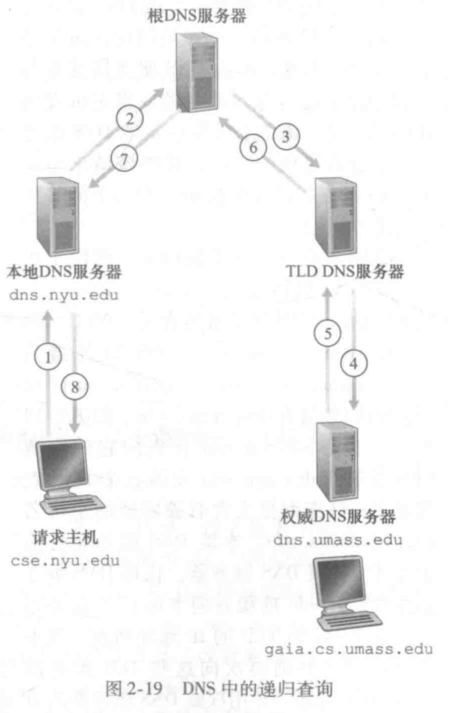 根DNS服务器
2
7
6
3
本地DNS服务器
dns.nyu.edu
TLD DNS服务器
1
8
5
4
请求主机
cse.nyu.edu
权威DNS服务器
dns.umass.edu
gaia.cs.umass.edu
图2-19 DNS 中的递归查询